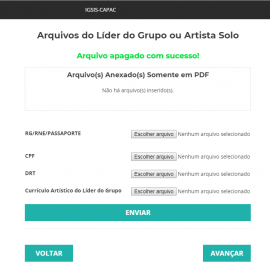 IGSIS-CAPAC
Arquivos do Líder do Grupo ou Artista Solo
Arquivo apagado com sucesso!
Arquivo(s) Anexado(s) Somente em PDF
Não há arquivo(s) inserido(s).
RG/RNE/PASSAPORTE Escolher arquivo Nenhum arquivo selecionado
CPF Escolher arquivo Nenhum arquivo selecionado
DRT Escolher arquivo Nenhum arquivo selecionado
Currículo Artístico do Líder do Grupo Escolher arquivo Nenhum arquivo selecionado
ENVIAR
VOLTAR AVANÇAR